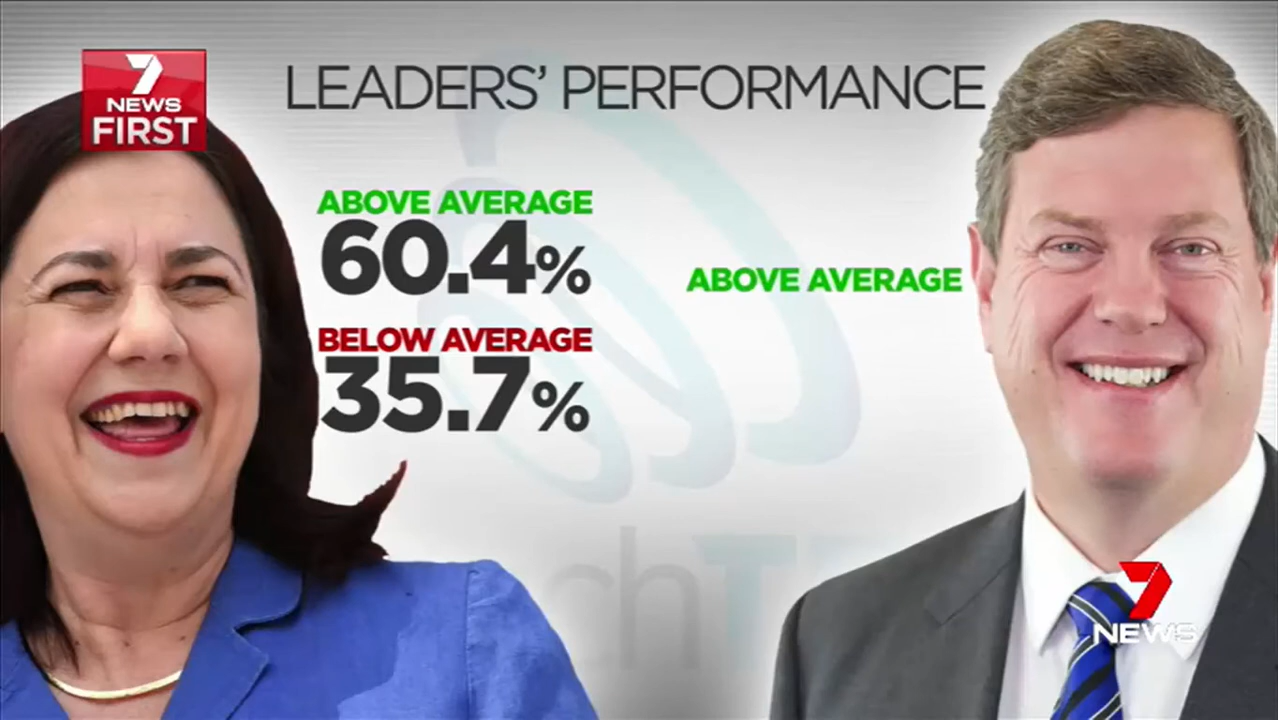 7
NEWS
FIRST
LEADERS' PERFORMANCE
ABOVE AVERAGE
60.4%
BELOW AVERAGE
35.7%
ABOVE AVERAGE
7
NEWS